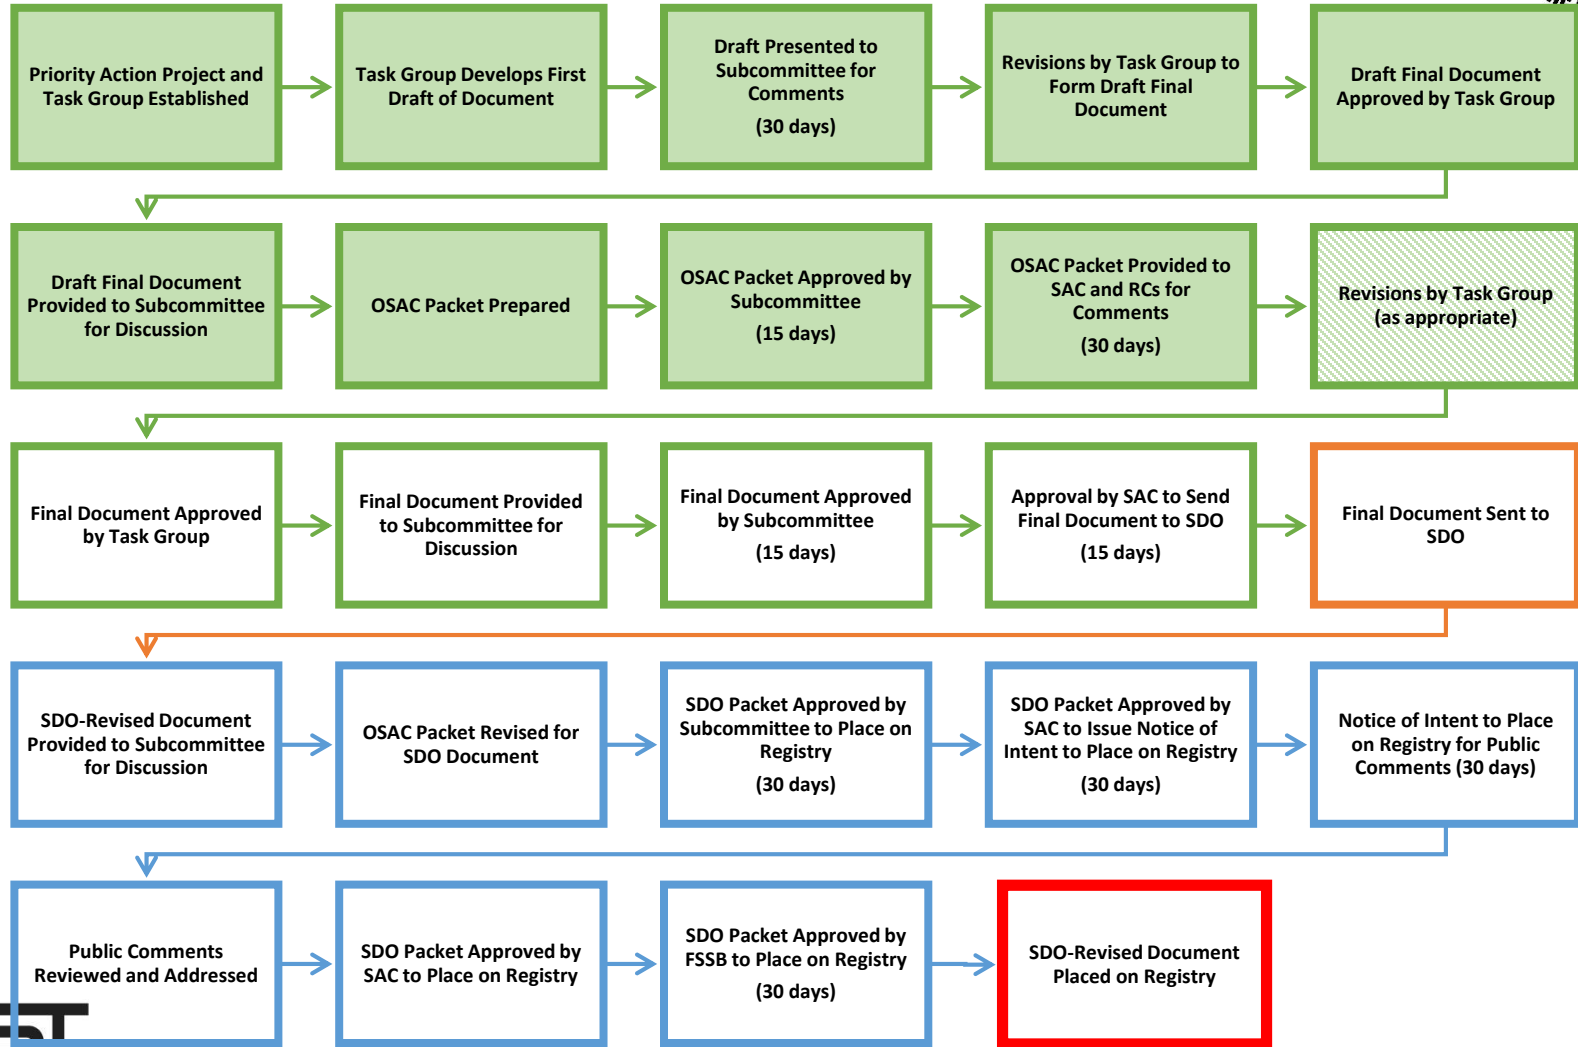 Priority Action Project and
Task Group Established
Task Group Develops First
Draft of Document
Draft Presented to
Subcommittee for
Comments
(30 days)
Revisions by Task Group to
Form Draft Final
Document
Draft Final Document
Approved by Task Group
Draft Final Document
Provided to Subcommittee
for Discussion
OSAC Packet Prepared
OSAC Packet Approved by
Subcommittee
(15 days)
OSAC Packet Provided to
SAC and RCs for
Comments
(30 days)
Revisions by Task Group
(as appropriate)
Final Document Approved
by Task Group
Final Document Provided
to Subcommittee for
Discussion
Final Document Approved
by Subcommittee
(15 days)
Approval by SAC to Send
Final Document to SDO
(15 days)
Final Document Sent to
SDO
SDO-Revised Document
Provided to Subcommittee
for Discussion
OSAC Packet Revised for
SDO Document
SDO Packet Approved by
Subcommittee to Place on
Registry
(30 days)
SDO Packet Approved by
SAC to Issue Notice of
Intent to Place on Registry
(30 days)
Notice of Intent to Place
on Registry for Public
Comments (30 days)
Public Comments
Reviewed and Addressed
SDO Packet Approved by
SAC to Place on Registry
SDO Packet Approved by
FSSB to Place on Registry
(30 days)
SDO-Revised Document
Placed on Registry